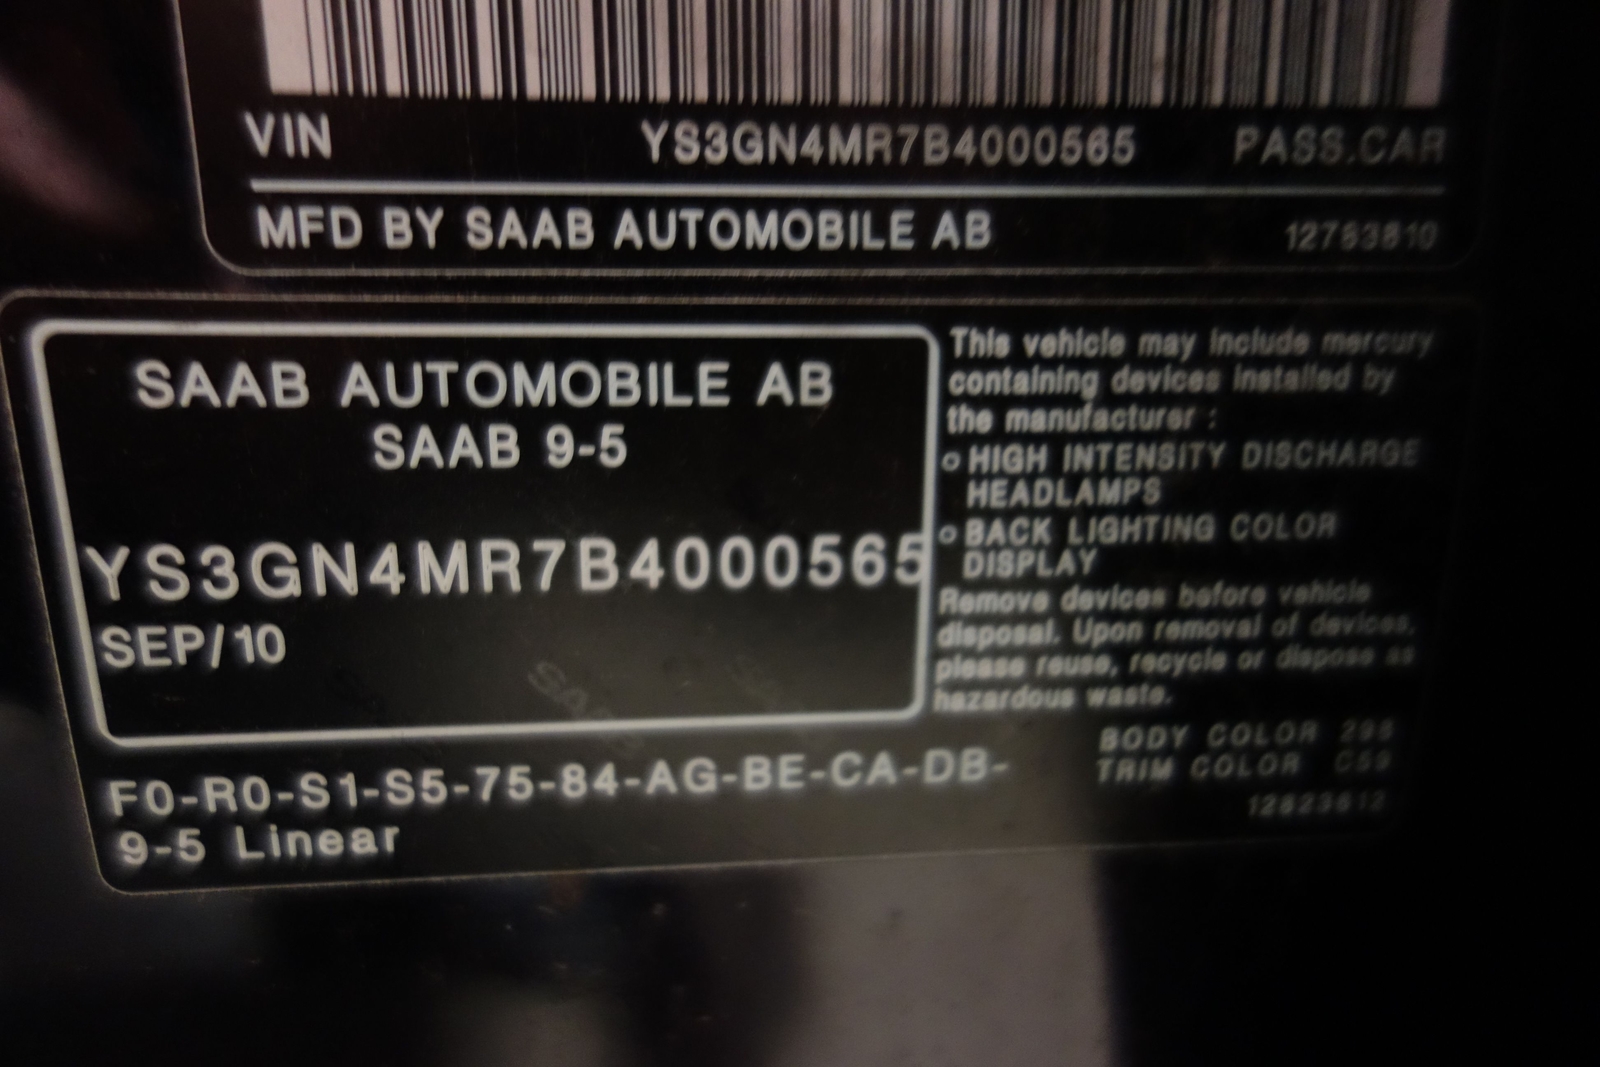 VIN YS3GN4MR7B4000565 PASS.CAR
MFD BY SAAB AUTOMOBILE AB 12783810
SAAB AUTOMOBILE AB
SAAB 9-5
YS3GN4MR7B4000565
SEP/10
This vehicle may include mercury
containing devices installed by
the manufacturer :
o HIGH INTENSITY DISCHARGE
HEADLAMPS
o BACK LIGHTING COLOR
DISPLAY
Remove devices before vehicle
disposal. Upon removal of devices,
please reuse, recycle or dispose as
hazardous waste.
BODY COLOR 295
TRIM COLOR C59
F0-R0-S1-S5-75-84-AG-BE-CA-DB-
9-5 Linear